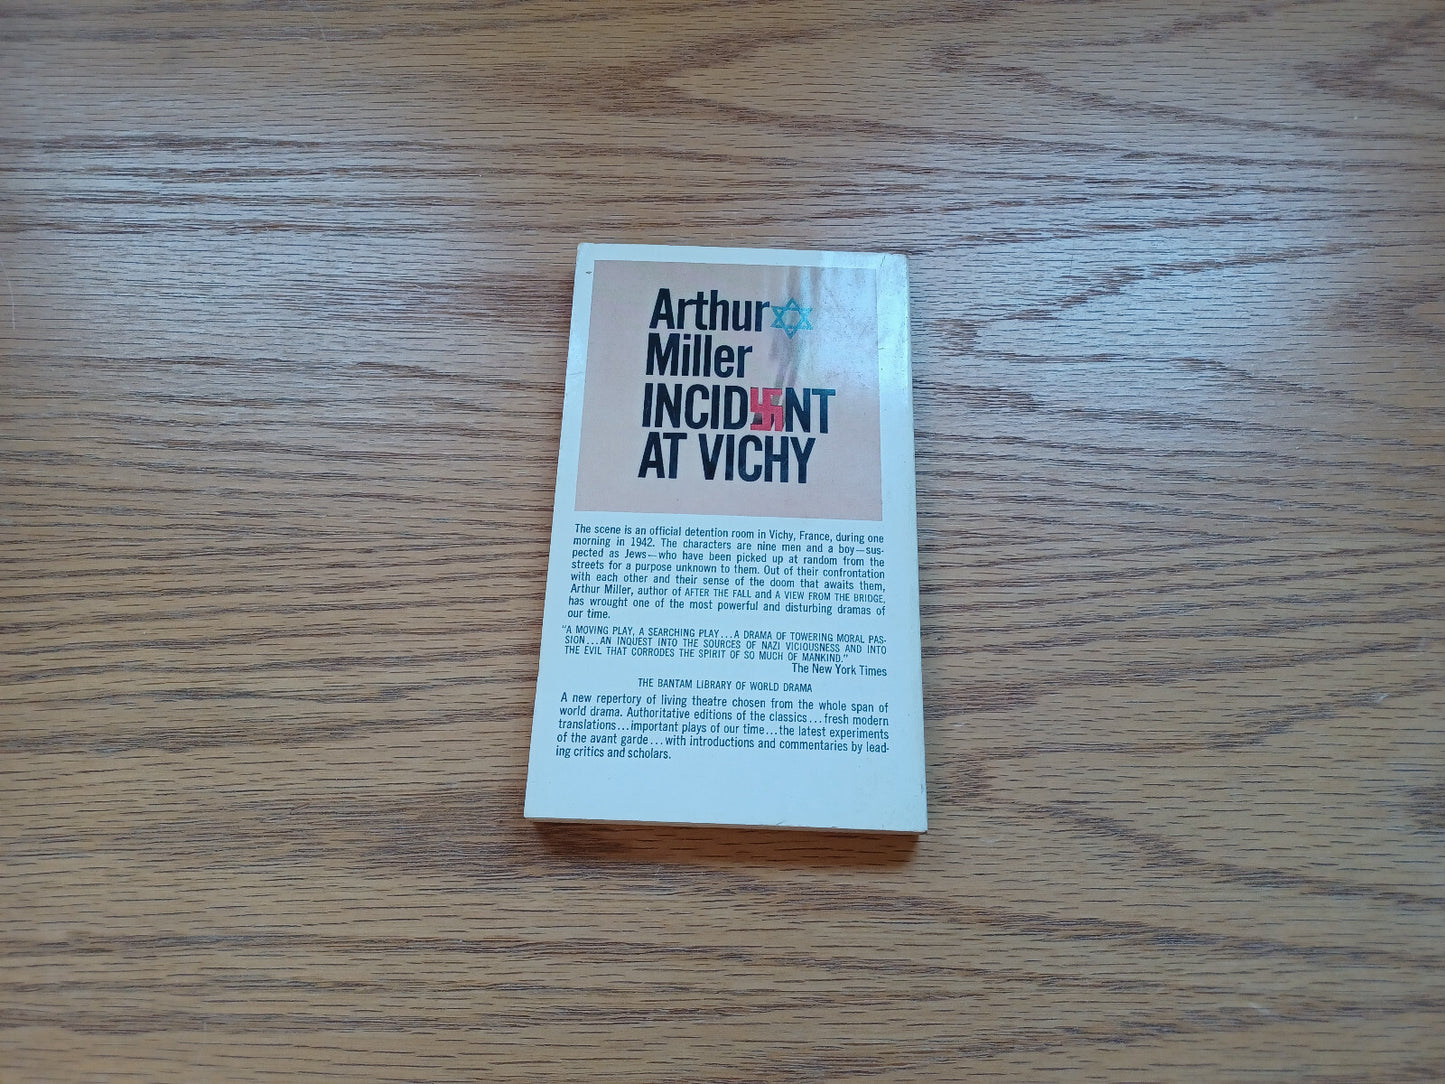 Arthur
Miller
INCID卐NT
AT VICHY
The scene is an official detention room in Vichy, France, during one
morning in 1942. The characters are nine men and a boy—sus-
pected as Jews—who have been picked up at random from the
streets for a purpose unknown to them. Out of their confrontation
with each other and their sense of the doom that awaits them,
Arthur Miller, author of AFTER THE FALL and A VIEW FROM THE BRIDGE,
has wrought one of the most powerful and disturbing dramas of
our time.
"A MOVING PLAY, A SEARCHING PLAY...A DRAMA OF TOWERING MORAL PAS-
SION...AN INQUEST INTO THE SOURCES OF NAZI VICIOUSNESS AND INTO
THE EVIL THAT CORRODES THE SPIRIT OF SO MUCH OF MANKIND."
The New York Times
THE BANTAM LIBRARY OF WORLD DRAMA
A new repertory of living theatre chosen from the whole span of
world drama. Authoritative editions of the classics...fresh modern
translations...important plays of our time...the latest experiments
of the avant garde...with introductions and commentaries by lead-
ing critics and scholars.